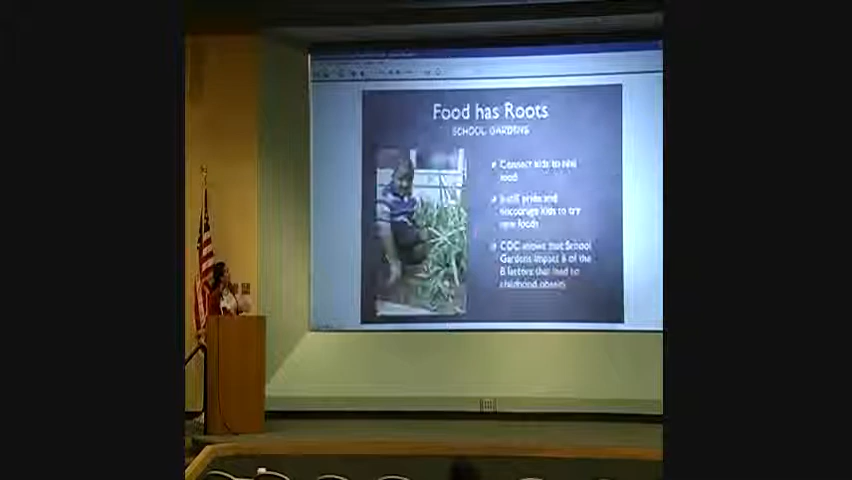 Food has Roots
SCHOOL GARDENS
Connect kids to real
food
Instill pride and
encourage kids to try
new foods
CDC shows that School
Gardens impact 6 of the
8 factors that lead to
childhood obesity